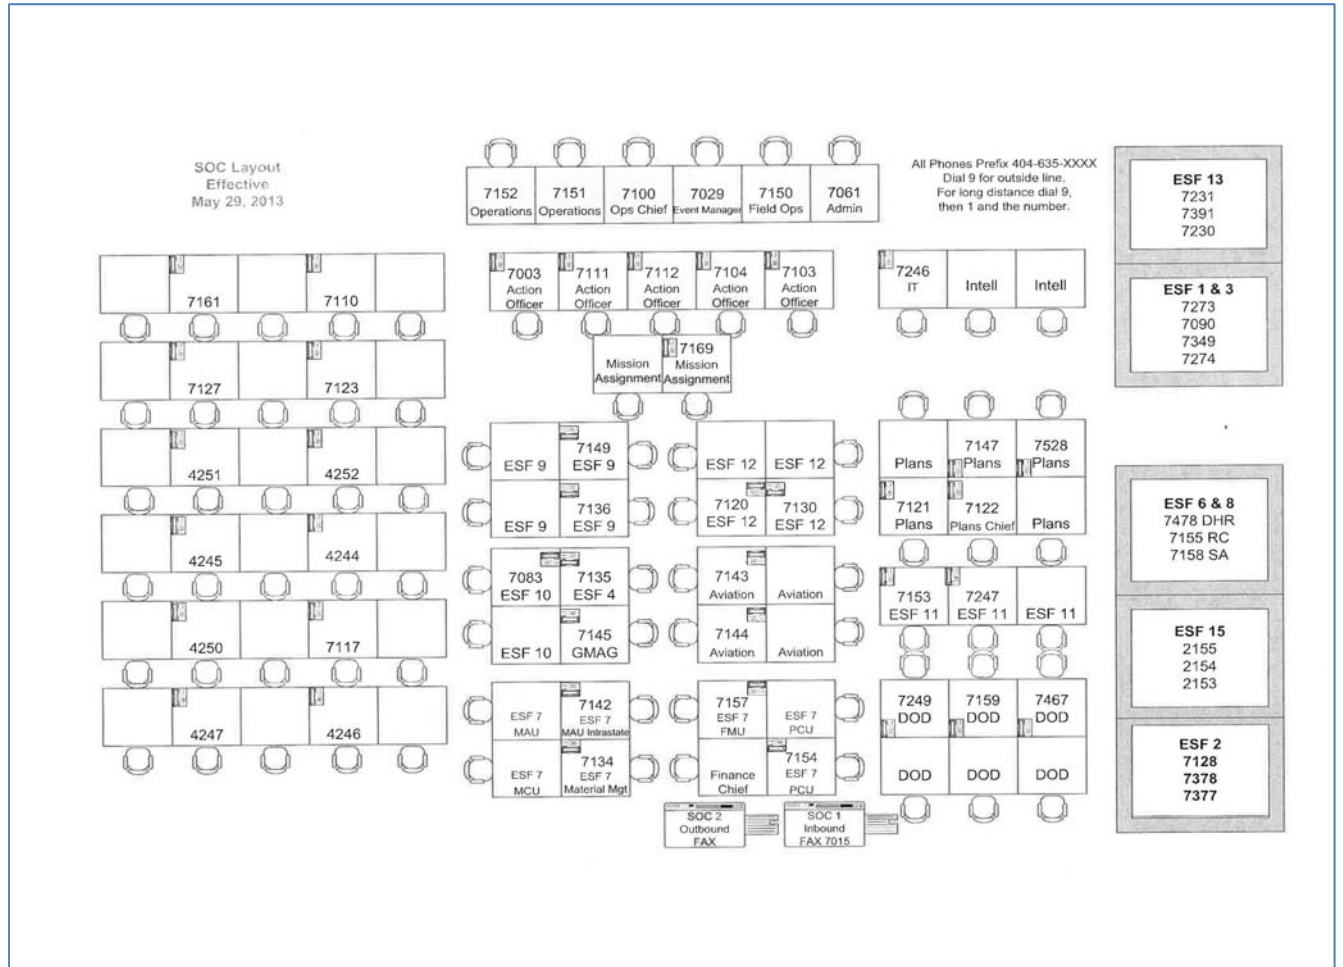 SOC Layout
Effective
May 29, 2013
7152
Operations
7151
Operations
7100
Ops Chief
7029
Event Manager
7150
Field Ops
7061
Admin
All Phones Prefix 404-635-XXXX
Dial 9 for outside line.
For long distance dial 9,
then 1 and the number.
7161
7110
7127
7123
4251
4252
4245
4244
4250
7117
4247
4246
7003
Action
Officer
7111
Action
Officer
7112
Action
Officer
7104
Action
Officer
7103
Action
Officer
Mission
Assignment
7169
Mission
Assignment
7246
IT
Intell
Intell
ESF 9
7149
ESF 9
ESF 9
7136
ESF 9
ESF 12
ESF 12
7120
ESF 12
7130
ESF 12
Plans
7147
Plans
7528
Plans
7121
Plans
7122
Plans Chief
Plans
7083
ESF 10
7135
ESF 4
ESF 10
7145
GMAG
7143
Aviation
Aviation
7144
Aviation
Aviation
7153
ESF 11
7247
ESF 11
ESF 11
ESF 7
MAU
7142
ESF 7
MAU Intrastate
ESF 7
MCU
7134
ESF 7
Material Mgt
7157
ESF 7
FMU
ESF 7
PCU
Finance
Chief
7154
ESF 7
PCU
7249
DOD
7159
DOD
7467
DOD
DOD
DOD
DOD
SOC 2
Outbound
FAX
SOC 1
Inbound
FAX 7015
ESF 13
7231
7391
7230
ESF 1 & 3
7273
7090
7349
7274
ESF 6 & 8
7478 DHR
7155 RC
7158 SA
ESF 15
2155
2154
2153
ESF 2
7128
7378
7377